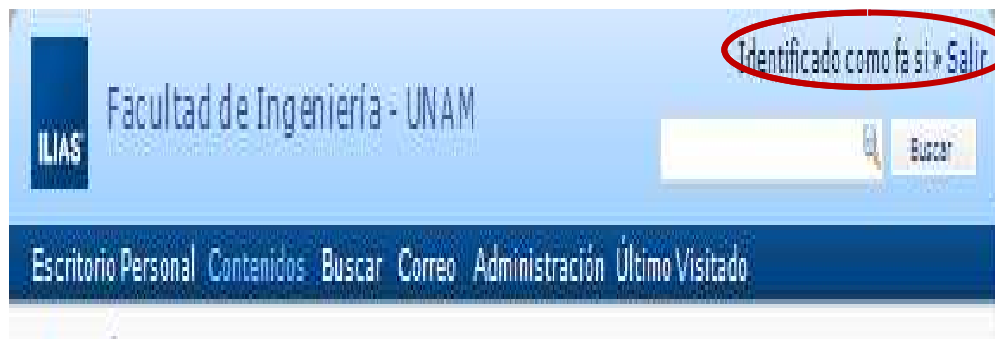 Identificado como fa si » Salir
Facultad de Ingeniería - UNAM
ILIAS
Buscar
Escritorio Personal Contenidos Buscar Correo Administración Último Visitado